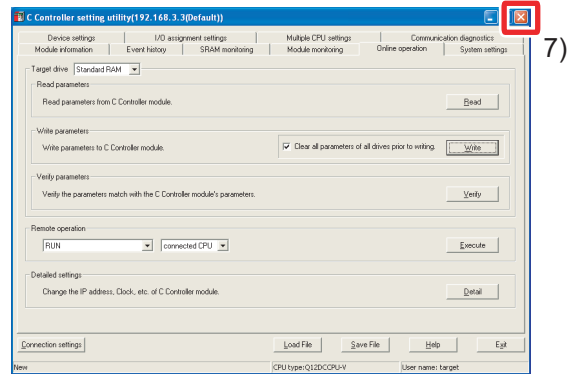 C Controller setting utility(192.168.3.3(Default))
7)
Device settings I/O assignment settings Multiple CPU settings Communication diagnostics
Module information Event history SRAM monitoring Module monitoring Online operation System settings
Target drive Standard RAM
Read parameters
Read parameters from C Controller module. Read
Write parameters
Write parameters to C Controller module. Clear all parameters of all drives prior to writing. Write
Verify parameters
Verify the parameters match with the C Controller module's parameters. Verify
Remote operation
RUN connected CPU Execute
Detailed settings
Change the IP address, Clock, etc. of C Controller module. Detail
Connection settings Load File Save File Help Exit
New CPU type:Q12DCCPU-V User name: target